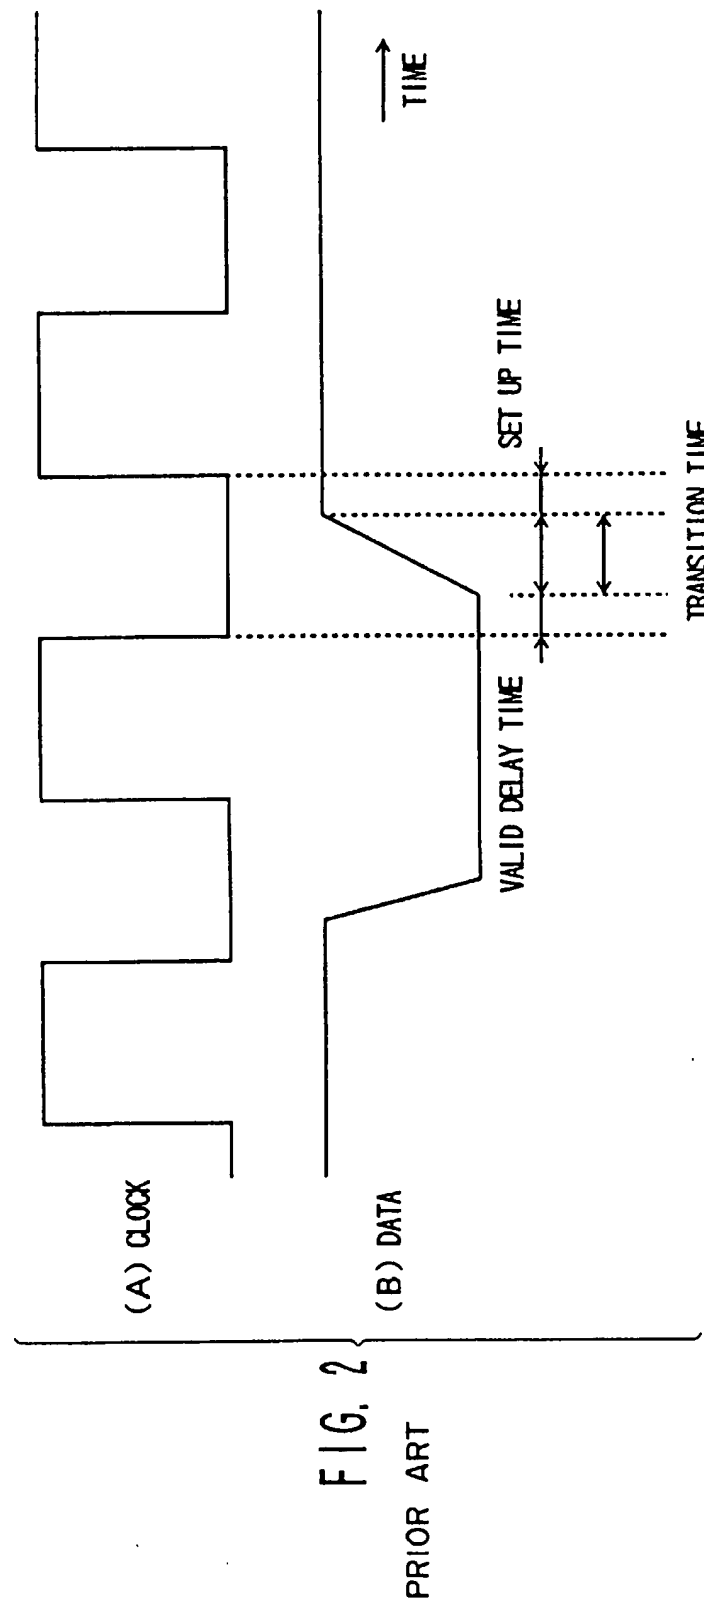 FIG. 2
PRIOR ART
(A) CLOCK
(B) DATA
TIME
VALID DELAY TIME
SET UP TIME
TRANSITION TIME